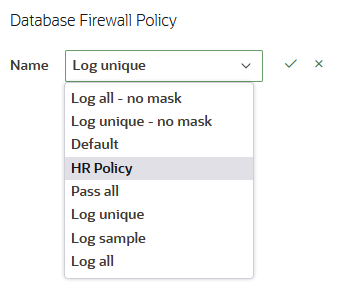 Database Firewall Policy
Name Log unique
Log all - no mask
Log unique - no mask
Default
HR Policy
Pass all
Log unique
Log sample
Log all